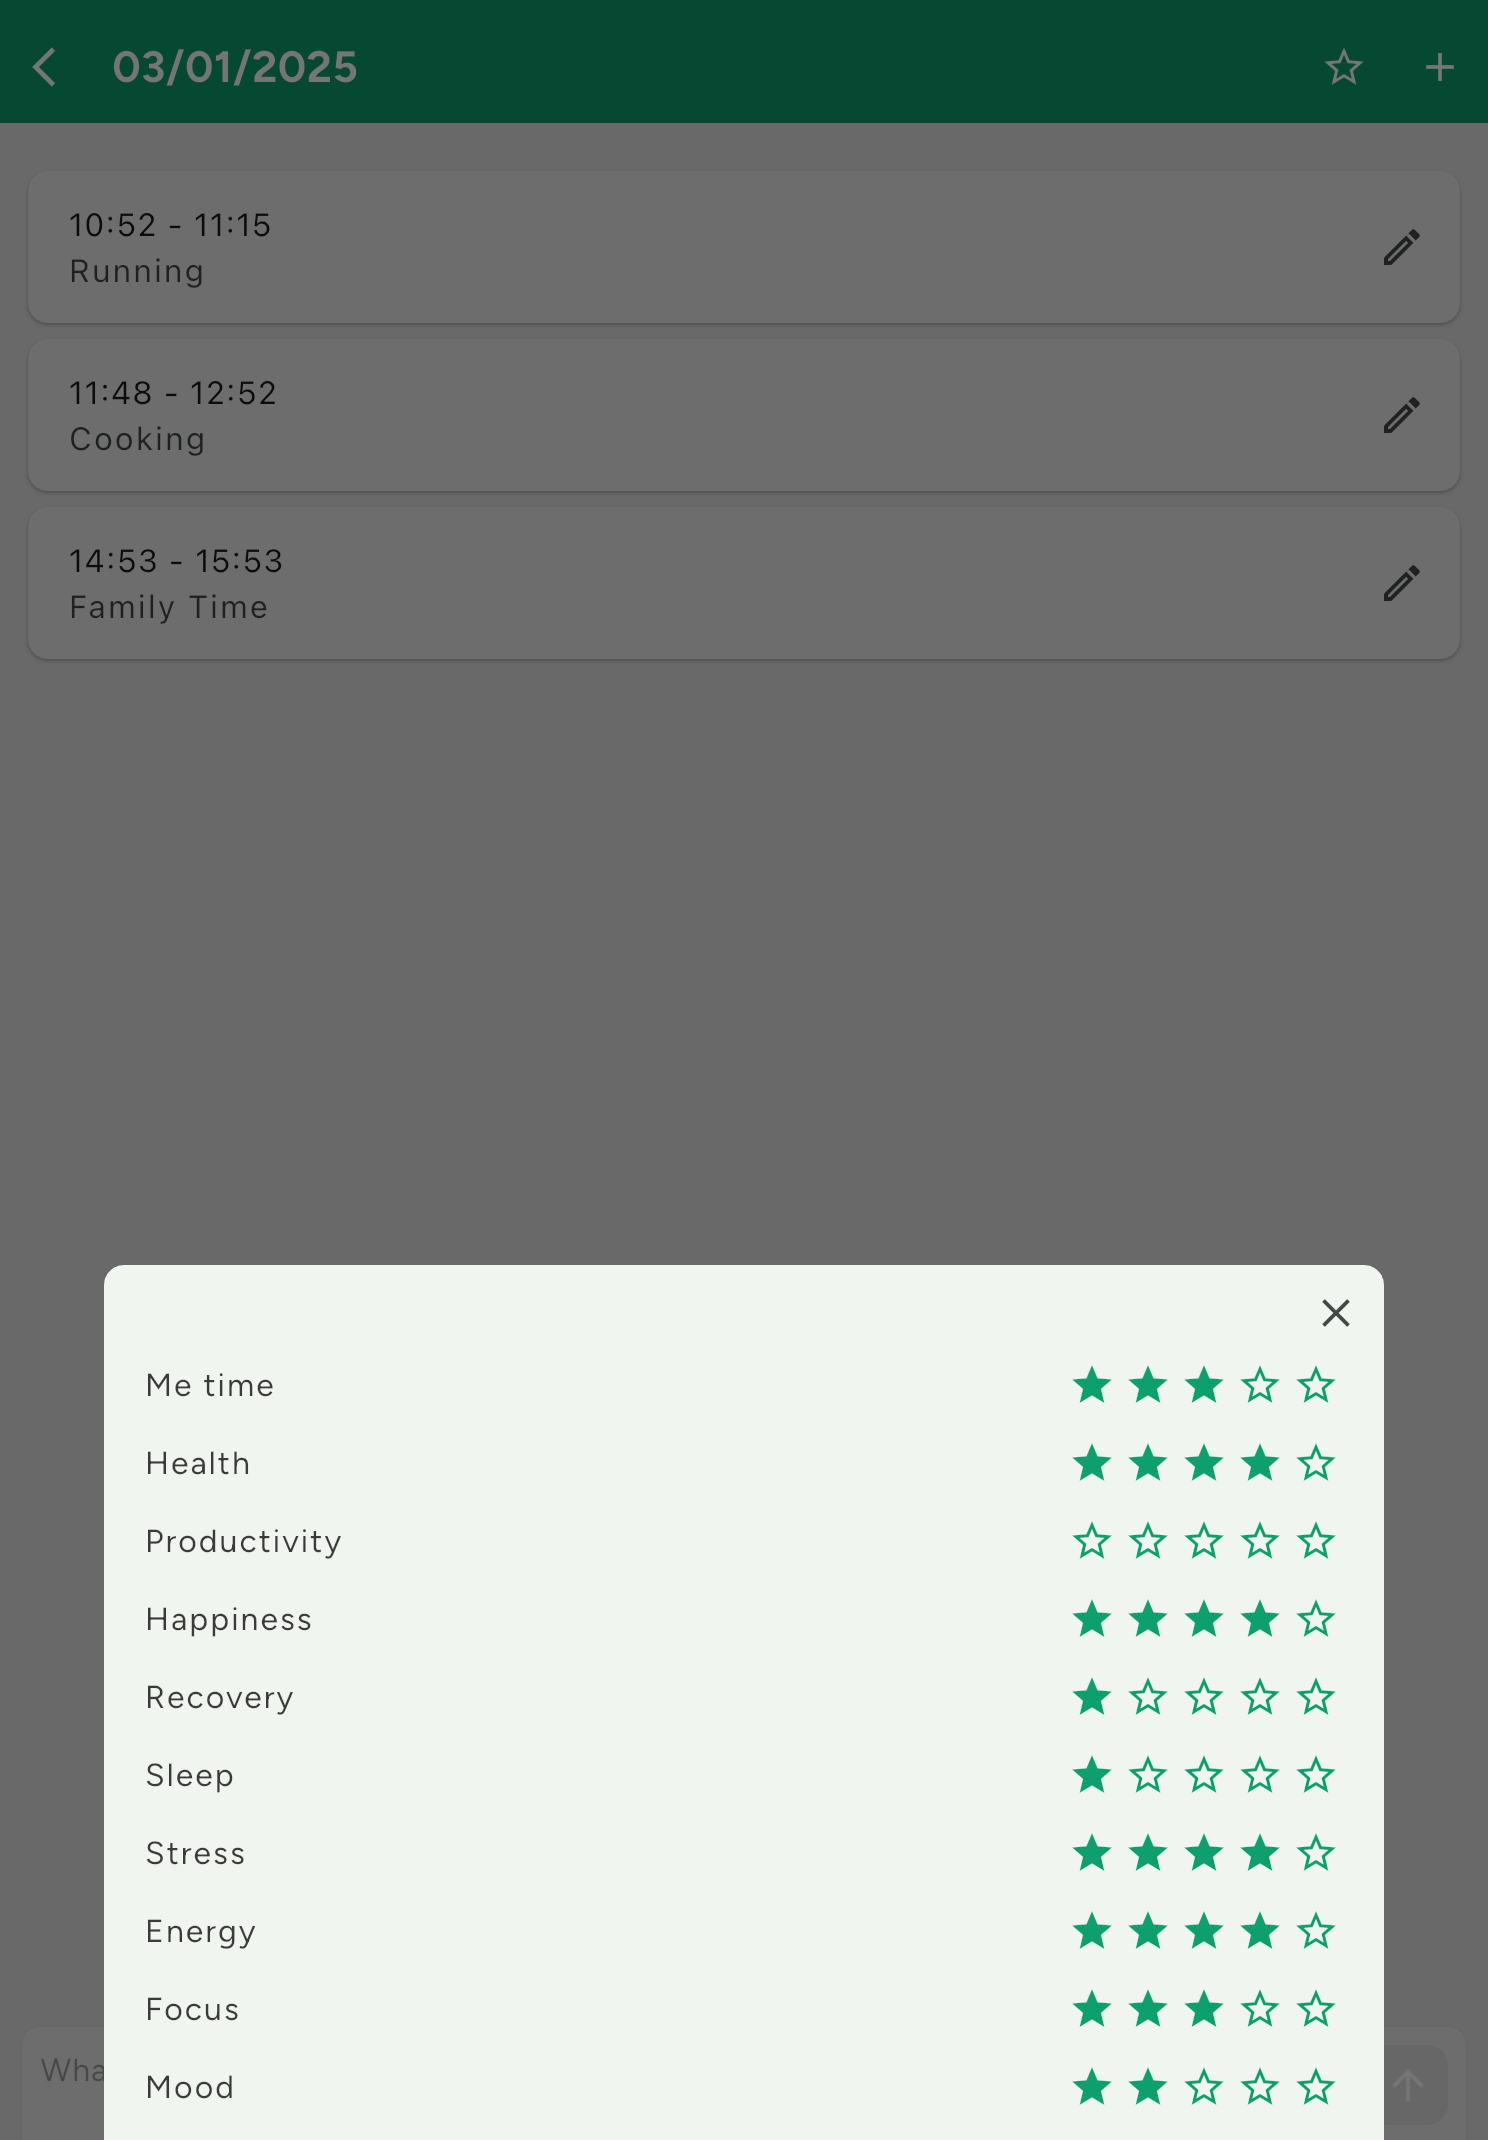 03/01/2025
10:52 - 11:15
Running
11:48 - 12:52
Cooking
14:53 - 15:53
Family Time
Me time
Health
Productivity
Happiness
Recovery
Sleep
Stress
Energy
Focus
Mood